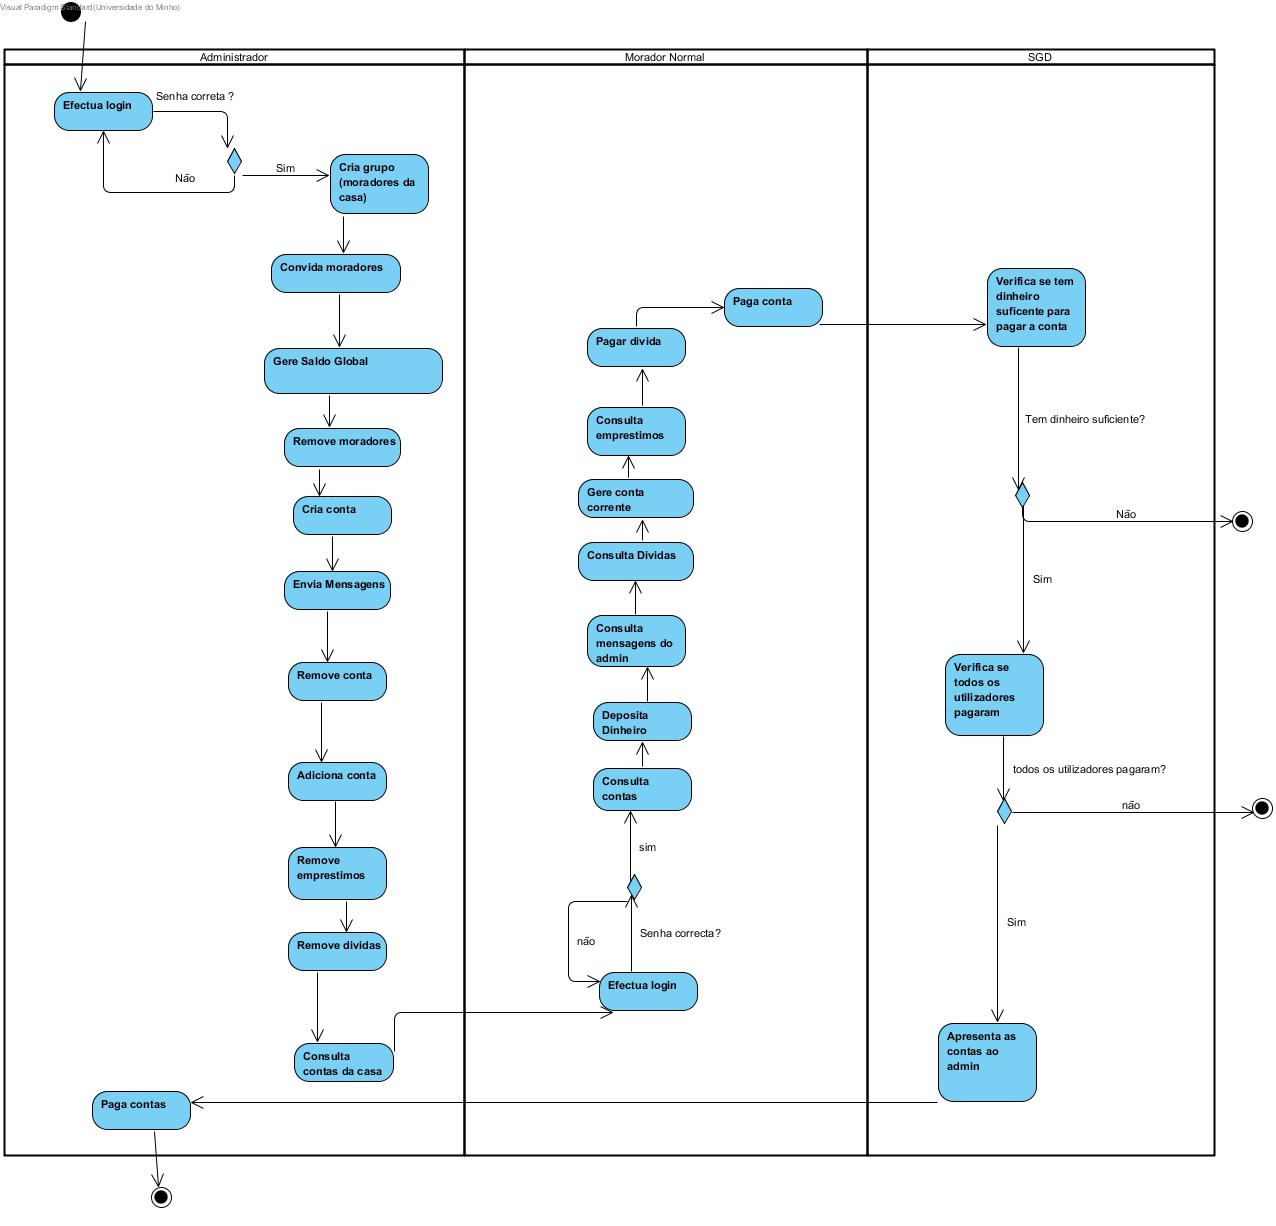 Visual Paradigm Standard(Universidade do Minho)
Administrador
Morador Normal
SGD
Efectua login
Senha correta ?
Não
Sim
Cria grupo
(moradores da
casa)
Convida moradores
Gere Saldo Global
Remove moradores
Cria conta
Envia Mensagens
Remove conta
Adiciona conta
Remove
emprestimos
Remove dividas
Consulta
contas da casa
Paga contas
Paga conta
Pagar divida
Consulta
emprestimos
Gere conta
corrente
Consulta Dividas
Consulta
mensagens do
admin
Deposita
Dinheiro
Consulta
contas
sim
não
Senha correcta?
Efectua login
Verifica se tem
dinheiro
suficente para
pagar a conta
Tem dinheiro suficiente?
Não
Sim
Verifica se
todos os
utilizadores
pagaram
todos os utilizadores pagaram?
não
Sim
Apresenta as
contas ao
admin